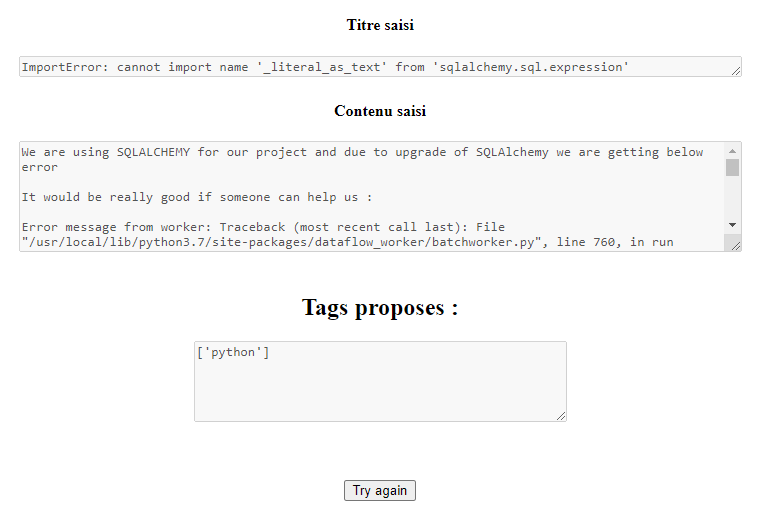 Titre saisi
ImportError: cannot import name '_literal_as_text' from 'sqlalchemy.sql.expression'
Contenu saisi
We are using SQLALCHEMY for our project and due to upgrade of SQLAlchemy we are getting below
error
It would be really good if someone can help us :
Error message from worker: Traceback (most recent call last): File
"/usr/local/lib/python3.7/site-packages/dataflow_worker/batchworker.py", line 760, in run
Tags proposes :
['python']
Try again